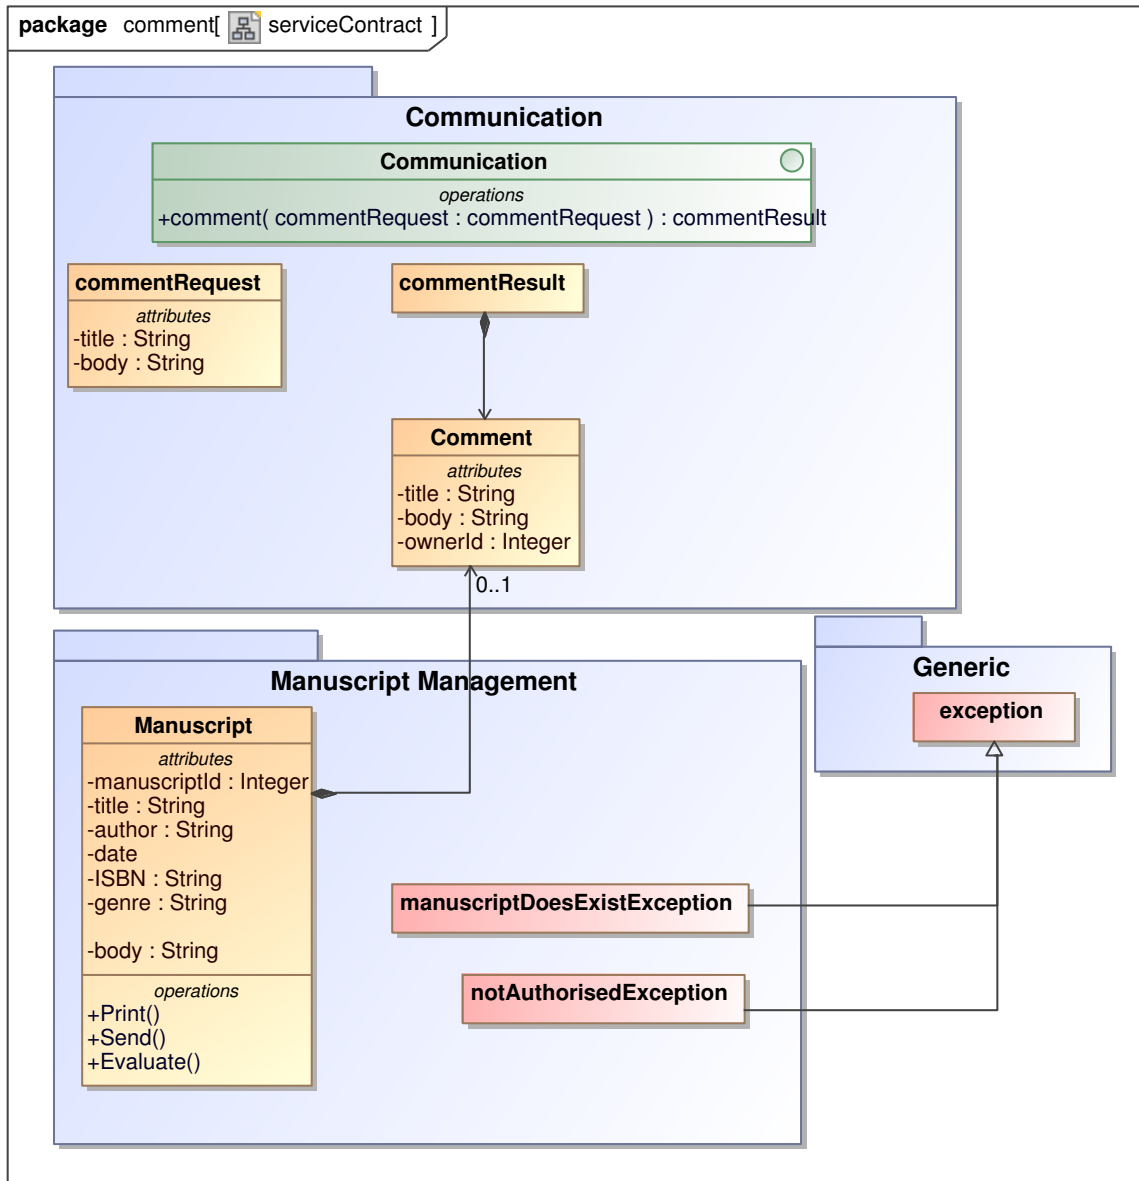 package comment[ serviceContract ]
Communication
Communication
operations
+comment( commentRequest : commentRequest ) : commentResult
commentRequest
attributes
-title : String
-body : String
commentResult
Comment
attributes
-title : String
-body : String
-ownerId : Integer
0..1
Manuscript Management
Manuscript
attributes
-manuscriptId : Integer
-title : String
-author : String
-date
-ISBN : String
-genre : String
-body : String
operations
+Print()
+Send()
+Evaluate()
manuscriptDoesExistException
notAuthorisedException
Generic
exception